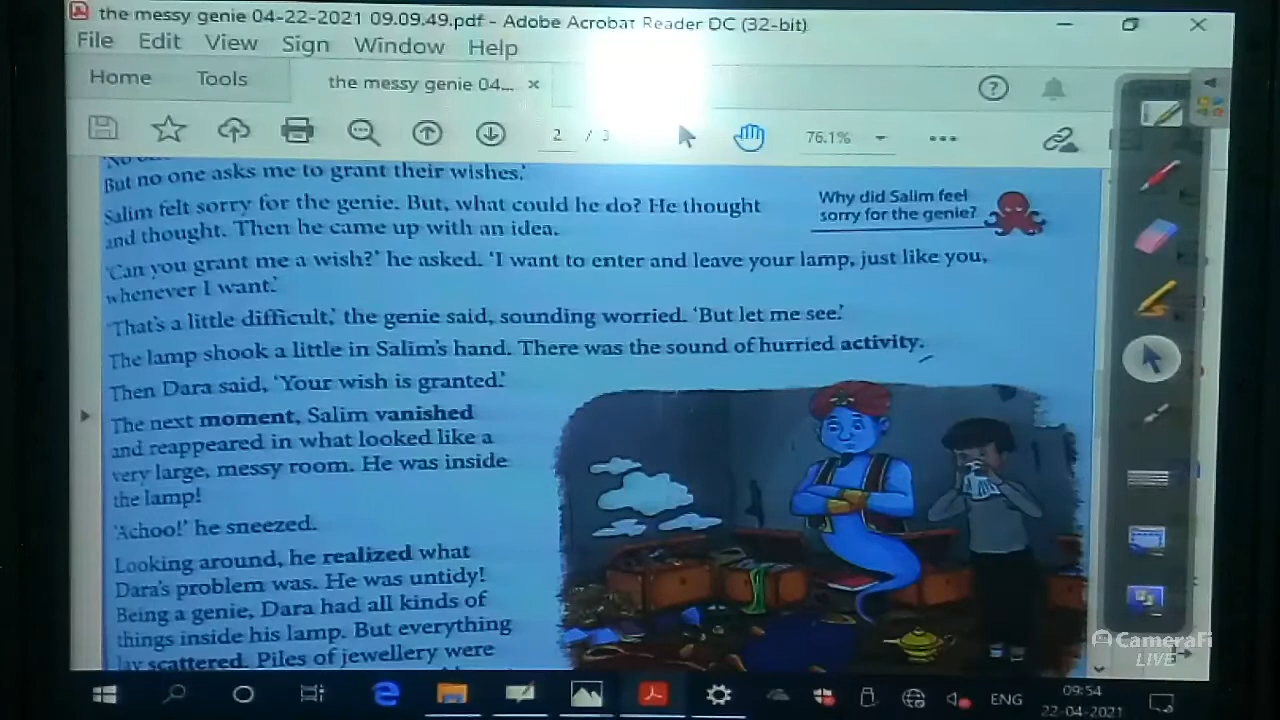 the messy genie 04-22-2021 09.09.49.pdf - Adobe Acrobat Reader DC (32-bit)
File Edit View Sign Window Help
Home Tools the messy genie 04... ×
2 / 3 76.1%
But no one asks me to grant their wishes.'
Salim felt sorry for the genie. But, what could he do? He thought
and thought. Then he came up with an idea.
Why did Salim feel
sorry for the genie?
'Can you grant me a wish?' he asked. 'I want to enter and leave your lamp, just like you,
whenever I want.'
'That's a little difficult,' the genie said, sounding worried. 'But let me see.'
The lamp shook a little in Salim's hand. There was the sound of hurried activity.
Then Dara said, 'Your wish is granted.'
The next moment, Salim vanished
and reappeared in what looked like a
very large, messy room. He was inside
the lamp!
'Achoo!' he sneezed.
Looking around, he realized what
Dara's problem was. He was untidy!
Being a genie, Dara had all kinds of
things inside his lamp. But everything
lay scattered. Piles of jewellery were
CameraFi
LIVE
ENG
09:54
22-04-2021